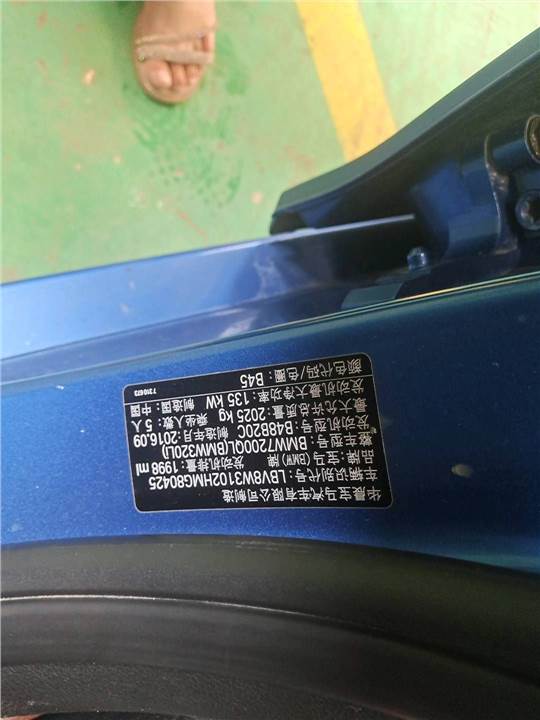 华晨宝马汽车有限公司制造
车辆识别代号: LBV8W3102HMG80425
品牌: 宝马 (BMW) 牌 发动机排量: 1998 ml
整车型号: BMW7200QL(BMW320Li)
发动机型号: B48B20C 制造年月: 2016.09
最大允许总质量: 2025 kg 乘坐人数: 5 人
发动机最大净功率: 135 kW 制造国: 中国
颜色代码/色圈: B45
7 310 673